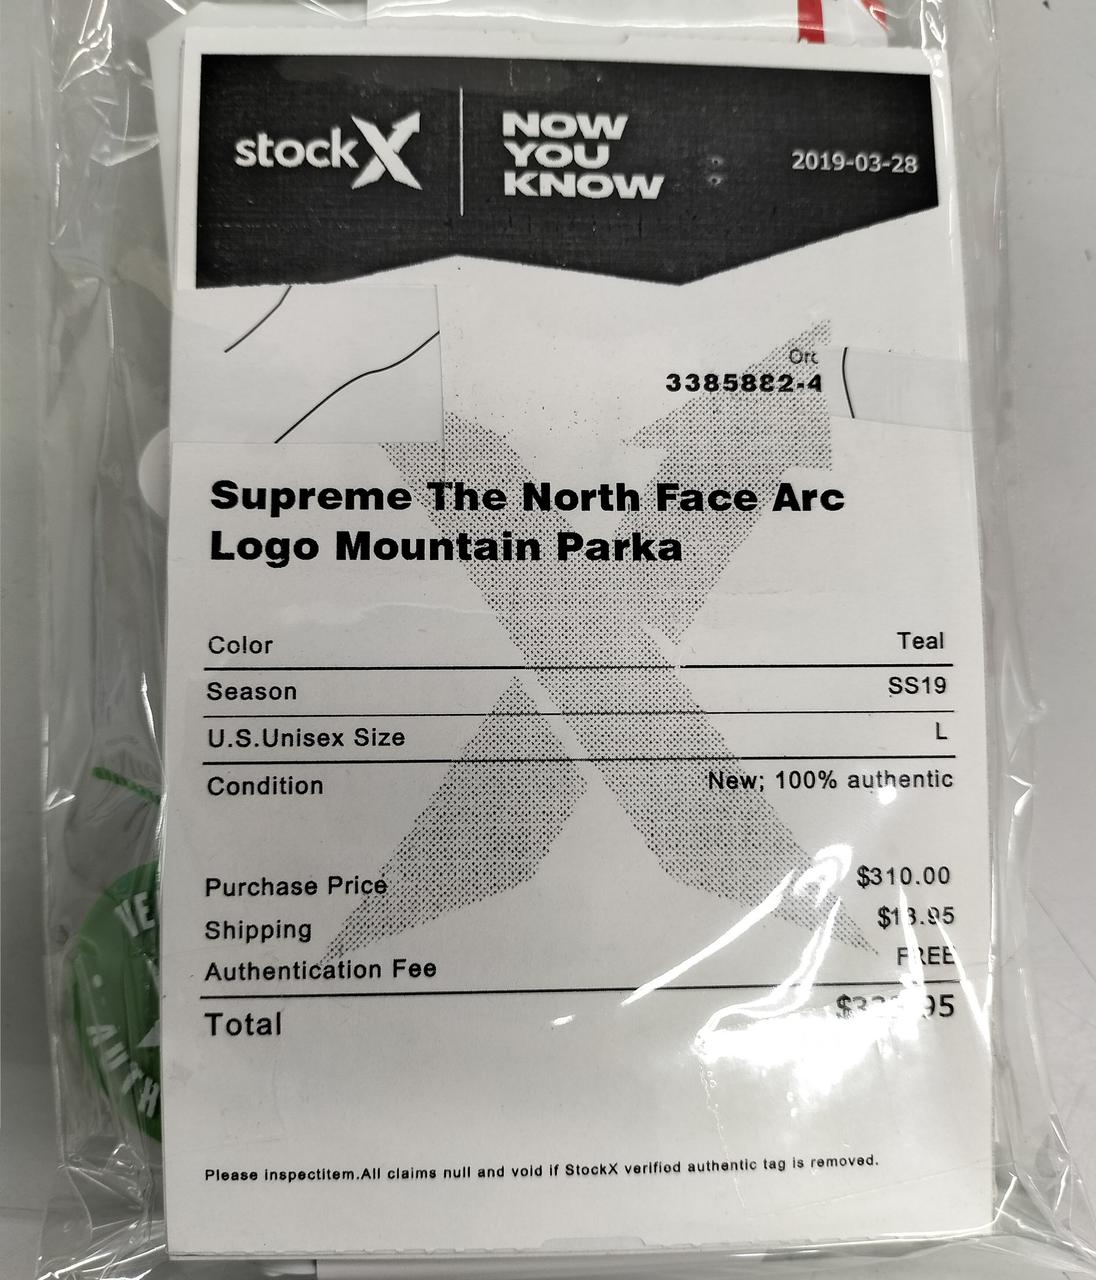 stockX
NOW
YOU
KNOW
2019-03-28
3385882-4
Supreme The North Face Arc
Logo Mountain Parka
Color Teal
Season SS19
U.S.Unisex Size L
Condition New; 100% authentic
Purchase Price $310.00
Shipping $13.95
Authentication Fee FREE
Total
Please inspectitem.All claims null and void if StockX verified authentic tag is removed.